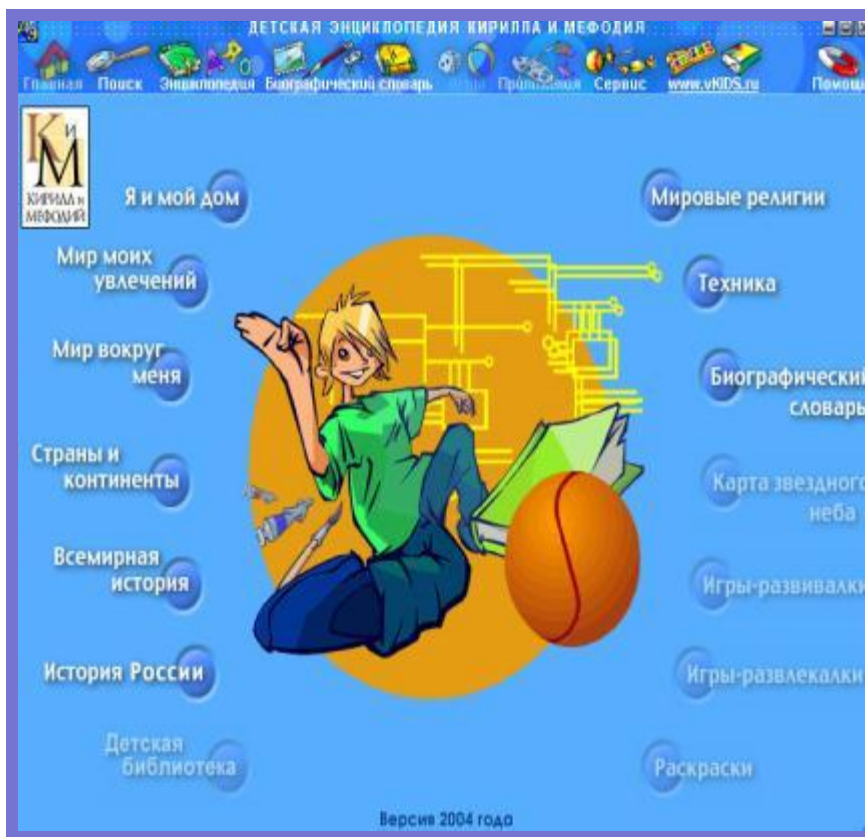 ДЕТСКАЯ ЭНЦИКЛОПЕДИЯ КИРИЛЛА И МЕФОДИЯ
Главная Поиск Энциклопедия Биографический словарь Приложения Сервис www.vKIDS.ru Помощь
КиМ
КИРИЛЛ и
МЕФОДИЙ
Я и мой дом
Мир моих
увлечений
Мир вокруг
меня
Страны и
континенты
Всемирная
история
История России
Детская
библиотека
Мировые религии
Техника
Биографический
словарь
Карта звездного
неба
Игры-развивалки
Игры-развлекалки
Раскраски
Версия 2004 года